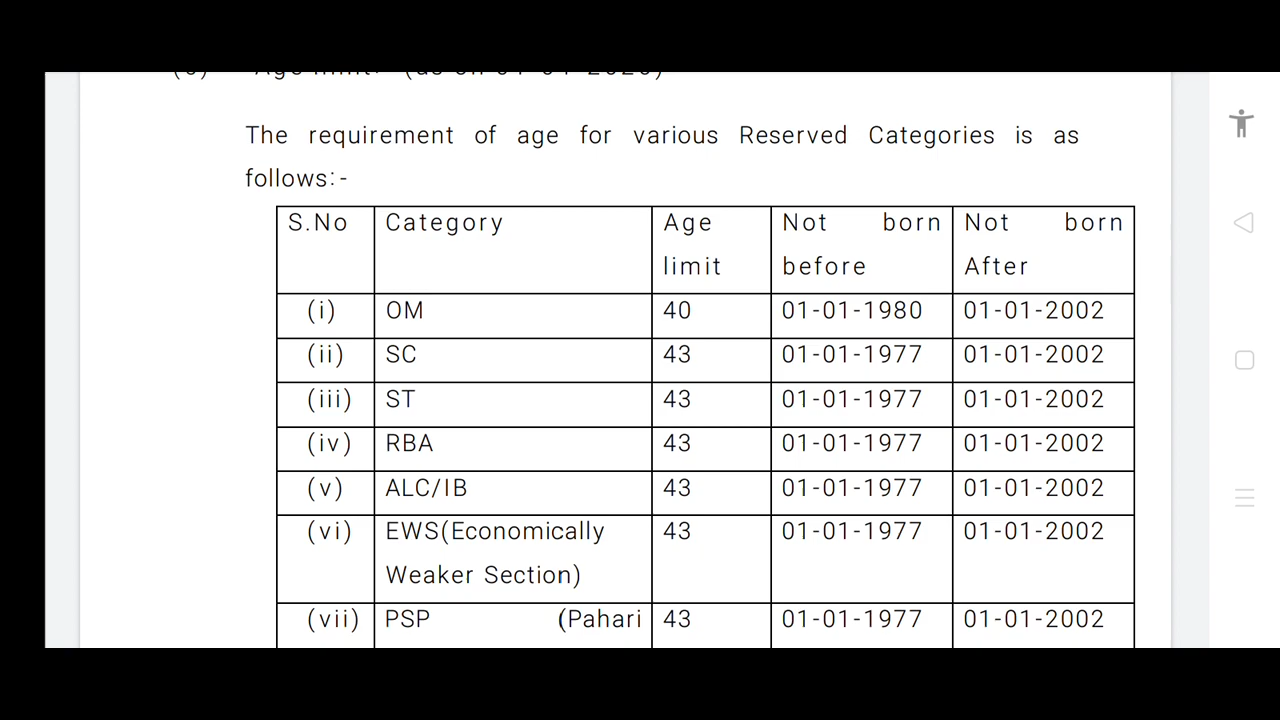 The requirement of age for various Reserved Categories is as
follows:-
S.No Category Age limit Not born before Not born After
(i) OM 40 01-01-1980 01-01-2002
(ii) SC 43 01-01-1977 01-01-2002
(iii) ST 43 01-01-1977 01-01-2002
(iv) RBA 43 01-01-1977 01-01-2002
(v) ALC/IB 43 01-01-1977 01-01-2002
(vi) EWS(Economically Weaker Section) 43 01-01-1977 01-01-2002
(vii) PSP (Pahari 43 01-01-1977 01-01-2002